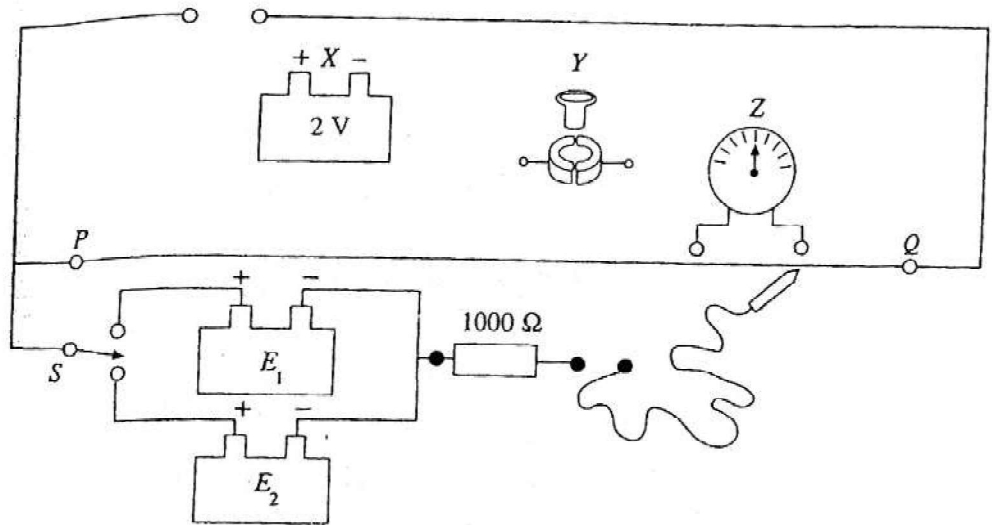 + X −
2 V
Y
Z
P
Q
+ −
1000 Ω
S
E₁
+ −
E₂